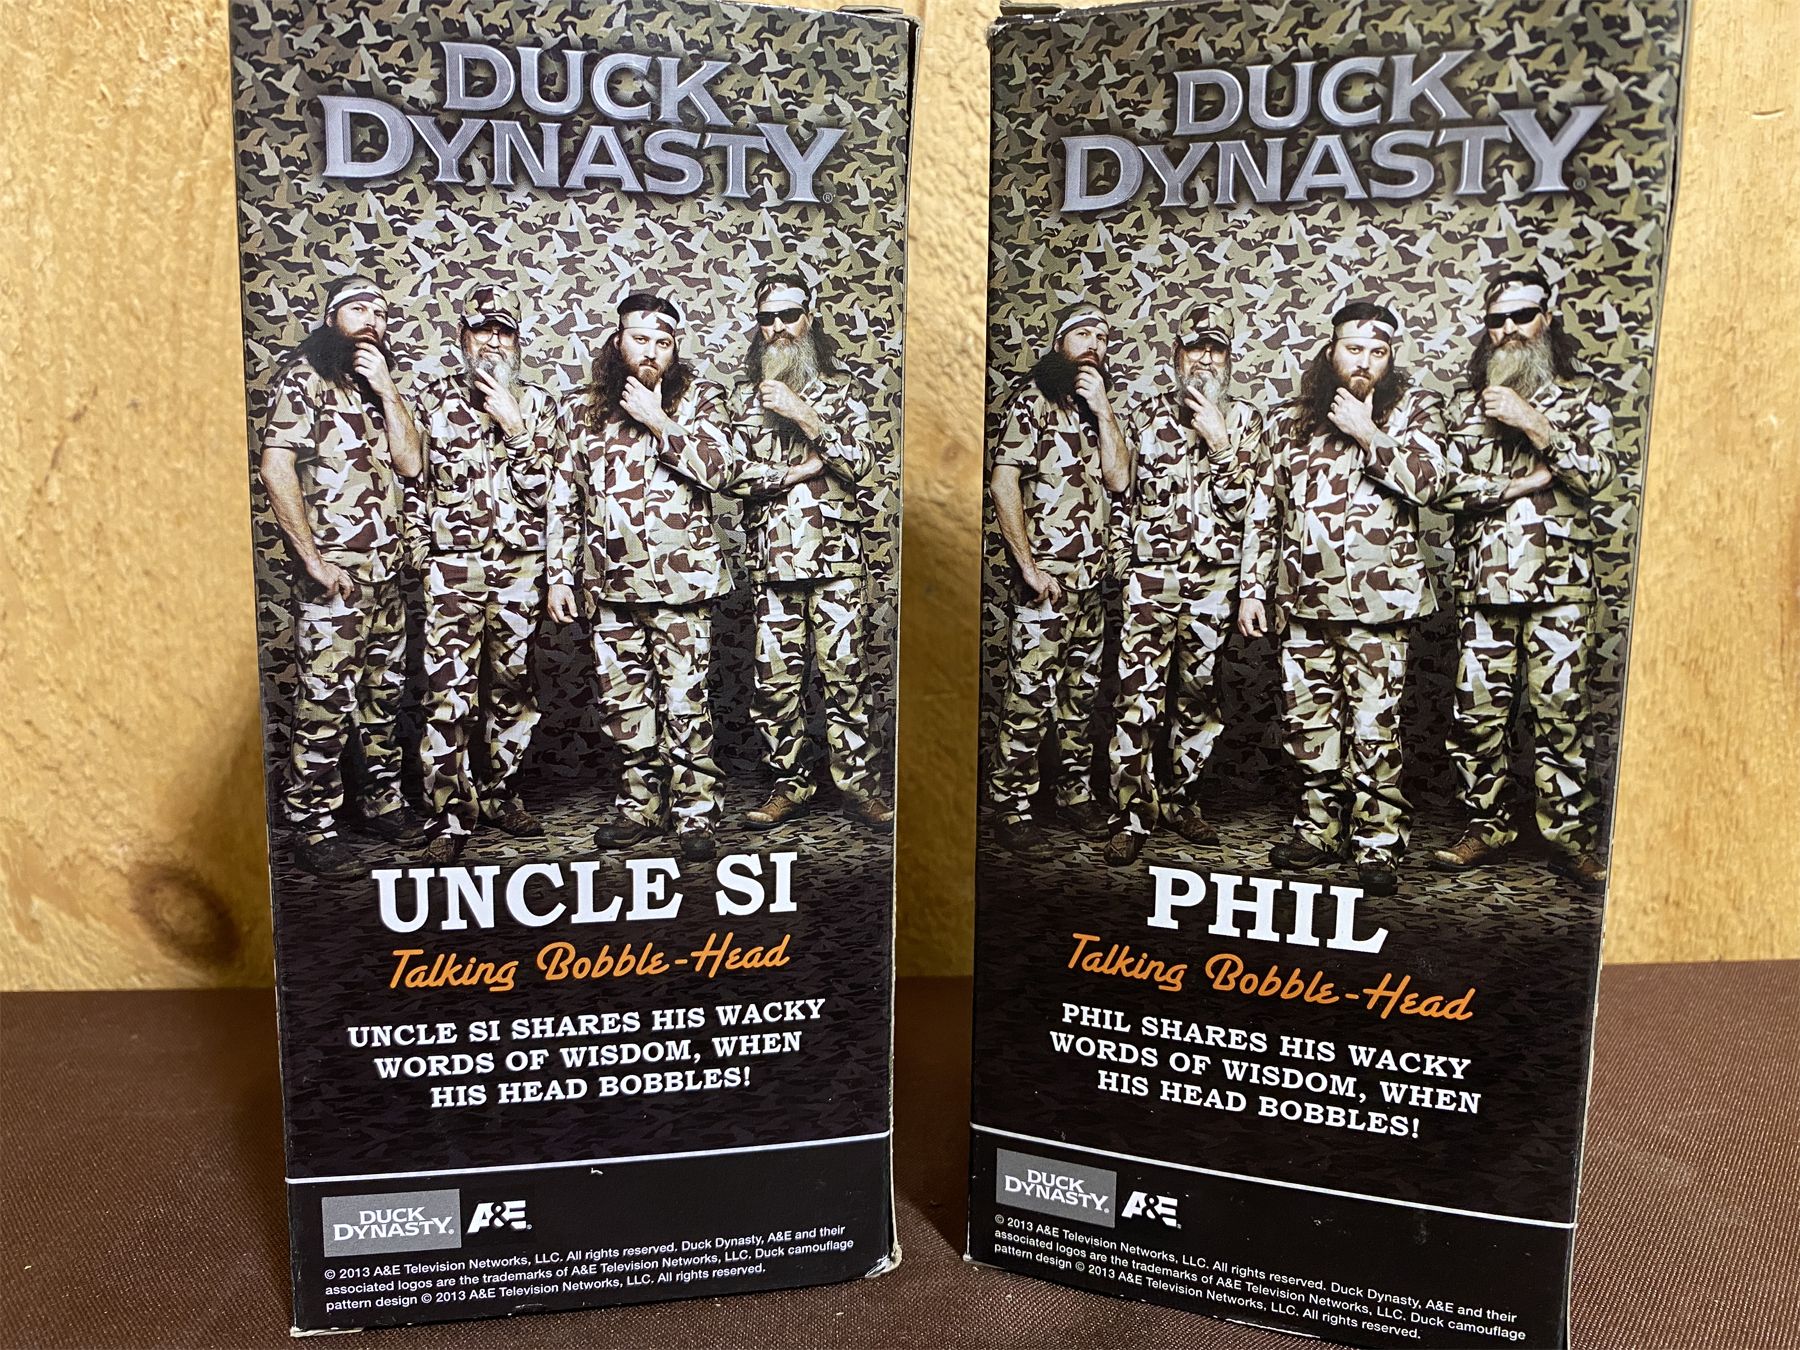 DUCK
DYNASTY®
UNCLE SI
Talking Bobble-Head
UNCLE SI SHARES HIS WACKY
WORDS OF WISDOM, WHEN
HIS HEAD BOBBLES!
DUCK
DYNASTY®
A&E®
© 2013 A&E Television Networks, LLC. All rights reserved. Duck Dynasty, A&E and their
associated logos are the trademarks of A&E Television Networks, LLC. Duck camouflage
pattern design © 2013 A&E Television Networks, LLC. All rights reserved.
DUCK
DYNASTY®
PHIL
Talking Bobble-Head
PHIL SHARES HIS WACKY
WORDS OF WISDOM, WHEN
HIS HEAD BOBBLES!
DUCK
DYNASTY®
A&E®
© 2013 A&E Television Networks, LLC. All rights reserved. Duck Dynasty, A&E and their
associated logos are the trademarks of A&E Television Networks, LLC. Duck camouflage
pattern design © 2013 A&E Television Networks, LLC. All rights reserved.